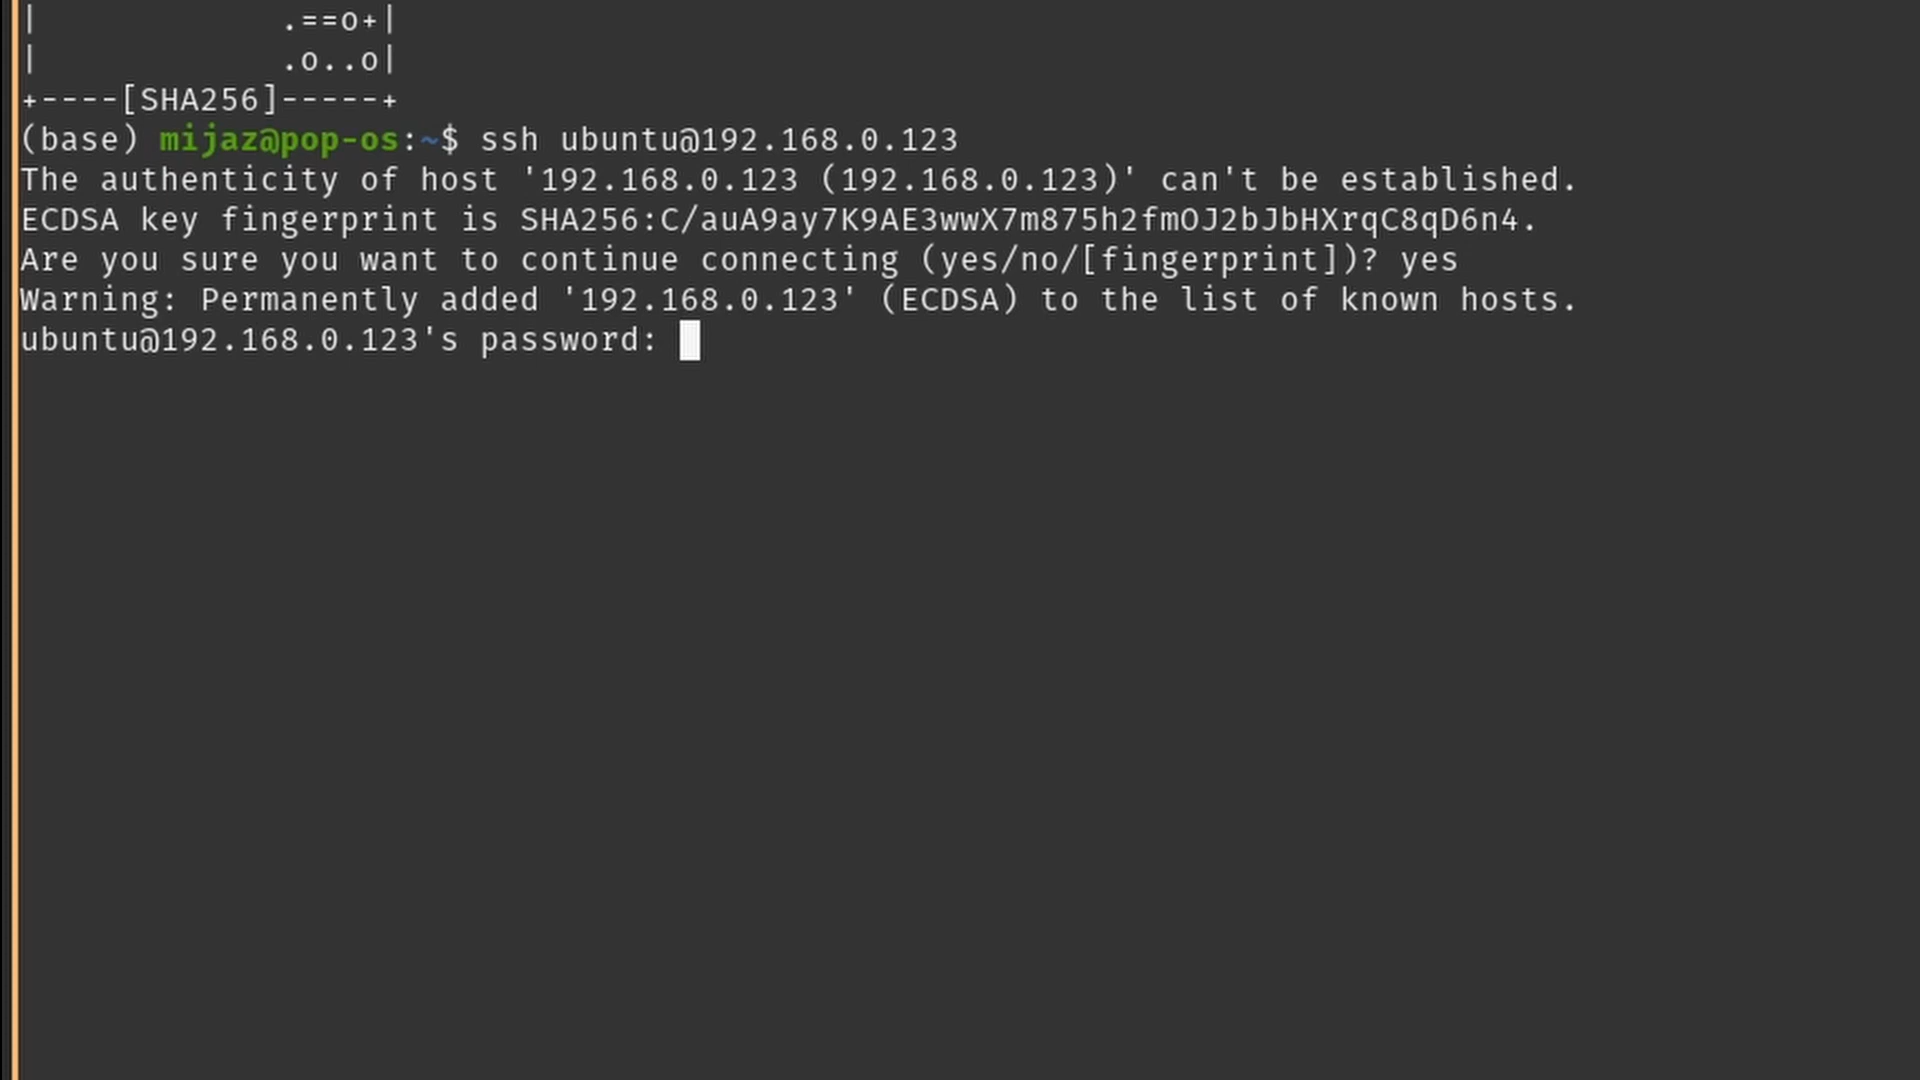 |             .==o+|
|             .o..o|
+----[SHA256]-----+
(base) mijaz@pop-os:~$ ssh ubuntu@192.168.0.123
The authenticity of host '192.168.0.123 (192.168.0.123)' can't be established.
ECDSA key fingerprint is SHA256:C/auA9ay7K9AE3wwX7m875h2fmOJ2bJbHXrqC8qD6n4.
Are you sure you want to continue connecting (yes/no/[fingerprint])? yes
Warning: Permanently added '192.168.0.123' (ECDSA) to the list of known hosts.
ubuntu@192.168.0.123's password: